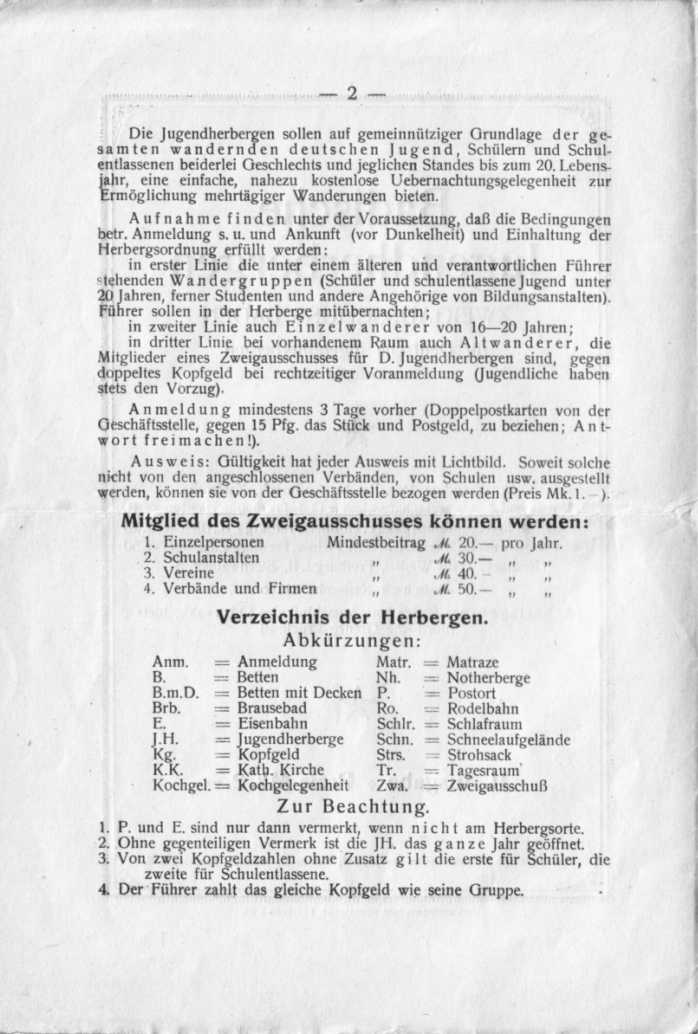 — 2 —
Die Jugendherbergen sollen auf gemeinnütziger Grundlage der ge-
samten wandernden deutschen Jugend, Schülern und Schul-
entlassenen beiderlei Geschlechts und jeglichen Standes bis zum 20. Lebens-
jahr, eine einfache, nahezu kostenlose Uebernachtungsgelegenheit zur
Ermöglichung mehrtägiger Wanderungen bieten.
Aufnahme finden unter der Voraussetzung, daß die Bedingungen
betr. Anmeldung s. u. und Ankunft (vor Dunkelheit) und Einhaltung der
Herbergsordnung erfüllt werden:
in erster Linie die unter einem älteren und verantwortlichen Führer
stehenden Wandergruppen (Schüler und schulentlassene Jugend unter
20 Jahren, ferner Studenten und andere Angehörige von Bildungsanstalten).
Führer sollen in der Herberge mitübernachten;
in zweiter Linie auch Einzelwanderer von 16—20 Jahren;
in dritter Linie bei vorhandenem Raum auch Altwanderer, die
Mitglieder eines Zweigausschusses für D. Jugendherbergen sind, gegen
doppeltes Kopfgeld bei rechtzeitiger Voranmeldung (Jugendliche haben
stets den Vorzug).
Anmeldung mindestens 3 Tage vorher (Doppelpostkarten von der
Geschäftsstelle, gegen 15 Pfg. das Stück und Postgeld, zu beziehen; Ant-
wort freimachen!).
Ausweis: Gültigkeit hat jeder Ausweis mit Lichtbild. Soweit solche
nicht von den angeschlossenen Verbänden, von Schulen usw. ausgestellt
werden, können sie von der Geschäftsstelle bezogen werden (Preis Mk. 1.—).
Mitglied des Zweigausschusses können werden:
1. Einzelpersonen Mindestbeitrag ℳ. 20.— pro Jahr.
2. Schulanstalten „ ℳ. 30.— „ „
3. Vereine „ ℳ. 40.— „ „
4. Verbände und Firmen „ ℳ. 50.— „ „
Verzeichnis der Herbergen.
Abkürzungen:
Anm. = Anmeldung Matr. = Matraze
B. = Betten Nh. = Notherberge
B.m.D. = Betten mit Decken P. = Postort
Brb. = Brausebad Ro. = Rodelbahn
E. = Eisenbahn Schlr. = Schlafraum
J.H. = Jugendherberge Schn. = Schneelaufgelände
Kg. = Kopfgeld Strs. = Strohsack
K.K. = Kath. Kirche Tr. = Tagesraum
Kochgel. = Kochgelegenheit Zwa. = Zweigausschuß
Zur Beachtung.
1. P. und E. sind nur dann vermerkt, wenn nicht am Herbergsorte.
2. Ohne gegenteiligen Vermerk ist die JH. das ganze Jahr geöffnet.
3. Von zwei Kopfgeldzahlen ohne Zusatz gilt die erste für Schüler, die
zweite für Schulentlassene.
4. Der Führer zahlt das gleiche Kopfgeld wie seine Gruppe.